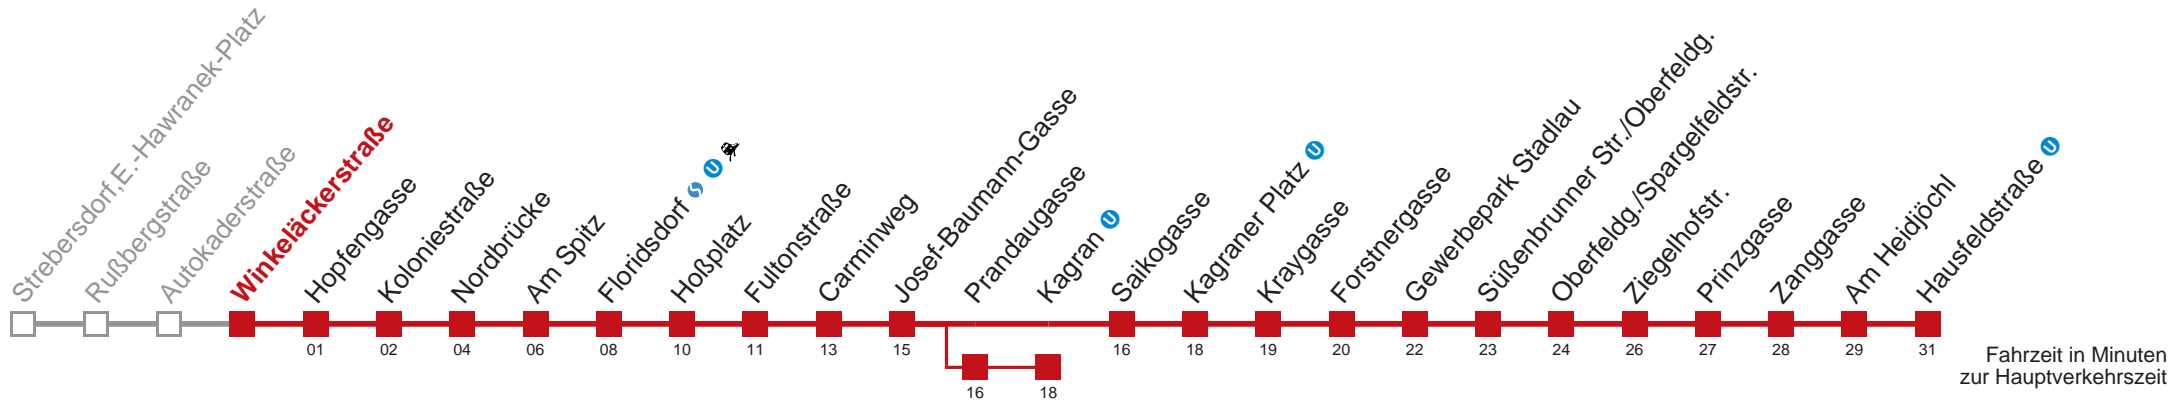 Strebersdorf,E.-Hawranek-Platz
Rußbergstraße
Autokaderstraße
Winkeläckerstraße
Hopfengasse
Koloniestraße
Nordbrücke
Am Spitz
Floridsdorf S U
Hoßplatz
Fultonstraße
Carminweg
Josef-Baumann-Gasse
Prandaugasse
Kagran U
Saikogasse
Kagraner Platz U
Kraygasse
Forstnergasse
Gewerbepark Stadlau
Süßenbrunner Str./Oberfeldg.
Oberfeldg./Spargelfeldstr.
Ziegelhofstr.
Prinzgasse
Zanggasse
Am Heidjöchl
Hausfeldstraße U
01 02 04 06 08 10 11 13 15 16 18 19 20 22 23 24 26 27 28 29 31
16 18
Fahrzeit in Minuten
zur Hauptverkehrszeit